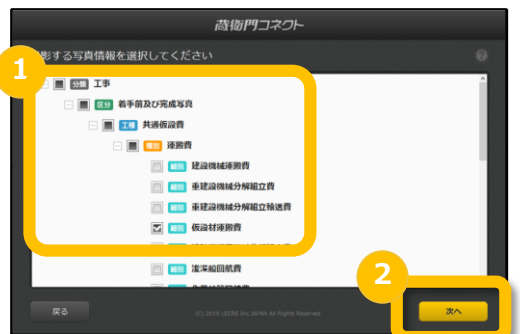 蔵衛門コネクト
影する写真情報を選択してください
1
分類 工事
区分 着手前及び完成写真
工種 共通仮設費
種別 運搬費
細別 建設機械運搬費
細別 重建設機械分解組立費
細別 重建設機械分解組立輸送費
細別 仮設材運搬費
細別 浚渫船回航費
2
戻る
(C) 2015 LECRE Inc.JAPAN All Rights Reserved
次へ